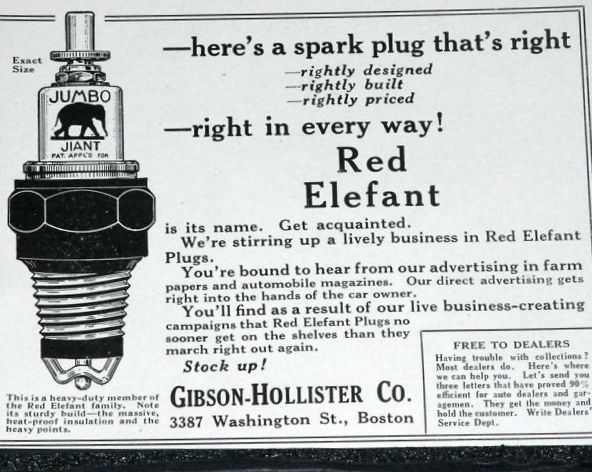 Exact
Size
JUMBO
JIANT
PAT. APPL'D FOR
—here's a spark plug that's right
—rightly designed
—rightly built
—rightly priced
—right in every way!
Red
Elefant
is its name. Get acquainted.
We're stirring up a lively business in Red Elefant
Plugs.
You're bound to hear from our advertising in farm
papers and automobile magazines. Our direct advertising gets
right into the hands of the car owner.
You'll find as a result of our live business-creating
campaigns that Red Elefant Plugs no
sooner get on the shelves than they
march right out again.
Stock up!
GIBSON-HOLLISTER CO.
3387 Washington St., Boston
This is a heavy-duty member of
the Red Elefant family. Note
its sturdy build—the massive,
heat-proof insulation and the
heavy points.
FREE TO DEALERS
Having trouble with collections?
Most dealers do. Here's where
we can help you. Let's send you
three letters that have proved 90%
efficient for auto dealers and gar-
agemen. They get the money and
hold the customer. Write Dealers'
Service Dept.